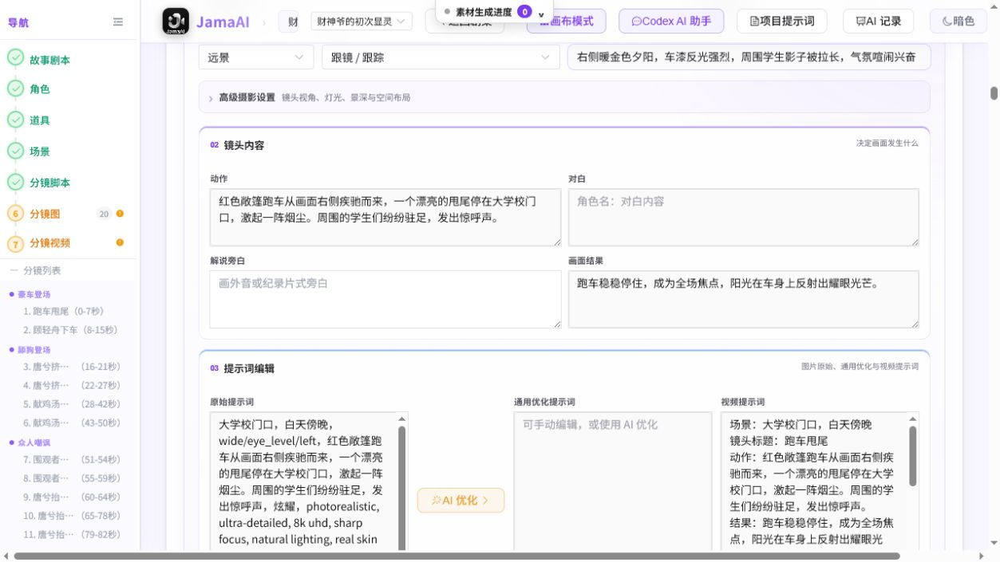 导航
JamaAI
JamaAI
财
财神爷的初次显灵
素材生成进度 0
画布模式
Codex AI 助手
项目提示词
AI 记录
暗色
故事剧本
角色
道具
场景
分镜脚本
6 分镜图 20
7 分镜视频
分镜列表
豪车登场
1. 跑车甩尾（0-7秒）
2. 顾轻舟下车（8-15秒）
舔狗登场
3. 唐兮挤… （16-21秒）
4. 唐兮挤… （22-27秒）
5. 献鸡汤… （28-42秒）
6. 献鸡汤… （43-50秒）
众人嘲讽
7. 围观者… （51-54秒）
8. 围观者… （55-59秒）
9. 唐兮抬… （60-64秒）
10. 唐兮抬… （65-78秒）
11. 唐兮抬… （79-82秒）
远景
跟镜 / 跟踪
右侧暖金色夕阳，车漆反光强烈，周围学生影子被拉长，气氛喧闹兴奋
高级摄影设置 镜头视角、灯光、景深与空间布局
02 镜头内容
决定画面发生什么
动作
红色敞篷跑车从画面右侧疾驰而来，一个漂亮的甩尾停在大学校门
口，激起一阵烟尘。周围的学生们纷纷驻足，发出惊呼声。
对白
角色名：对白内容
解说旁白
画外音或纪录片式旁白
画面结果
跑车稳稳停住，成为全场焦点，阳光在车身上反射出耀眼光芒。
03 提示词编辑
图片原始、通用优化与视频提示词
原始提示词
大学校门口，白天傍晚，
wide/eye_level/left，红色敞篷跑
车从画面右侧疾驰而来，一个漂亮
的甩尾停在大学校门口，激起一阵
烟尘。周围的学生们纷纷驻足，发
出惊呼声，炫耀，photorealistic,
ultra-detailed, 8k uhd, sharp
focus, natural lighting, real skin
AI 优化
通用优化提示词
可手动编辑，或使用 AI 优化
视频提示词
场景：大学校门口，白天傍晚
镜头标题：跑车甩尾
动作：红色敞篷跑车从画面右侧疾
驰而来，一个漂亮的甩尾停在大学
校门口，激起一阵烟尘。周围的学
生们纷纷驻足，发出惊呼声。
结果：跑车稳稳停住，成为全场焦
点，阳光在车身上反射出耀眼光